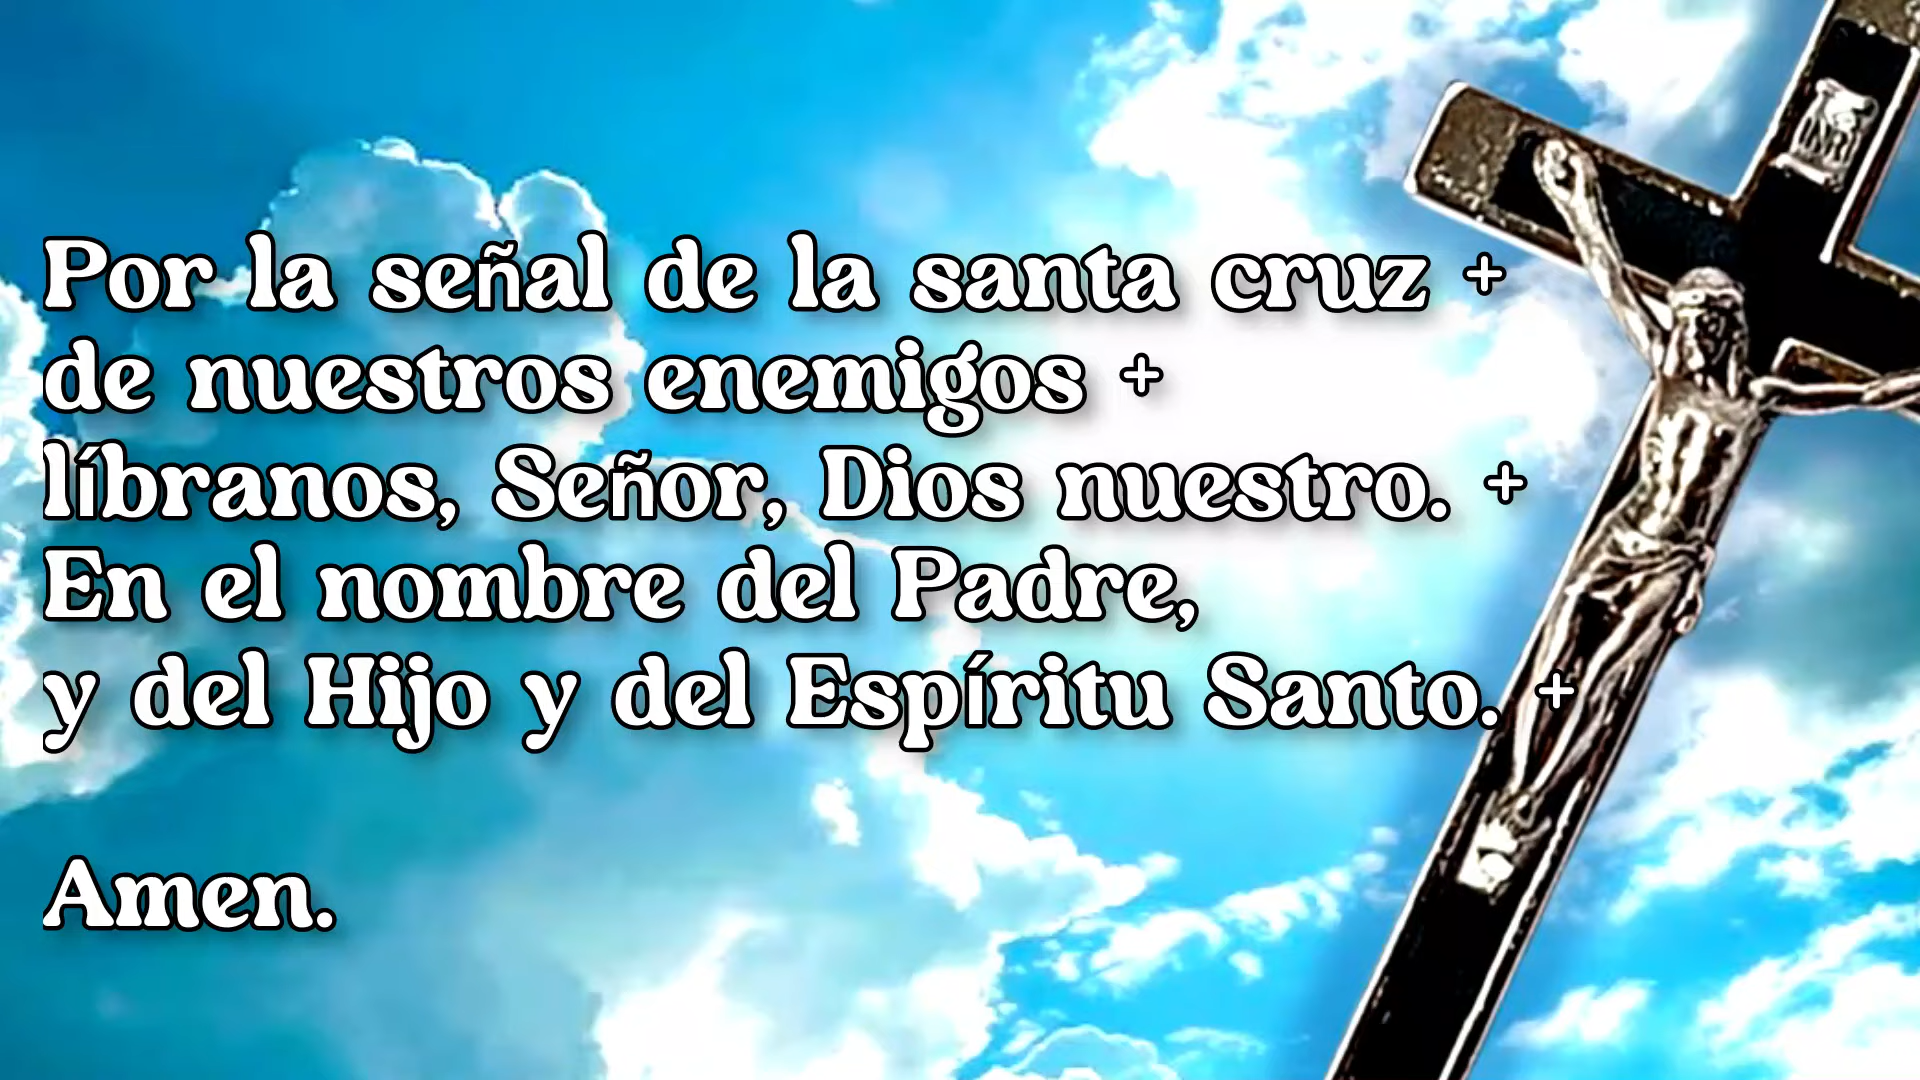 Por la señal de la santa cruz +
de nuestros enemigos +
líbranos, Señor, Dios nuestro. +
En el nombre del Padre,
y del Hijo y del Espíritu Santo. +
Amen.
INRI